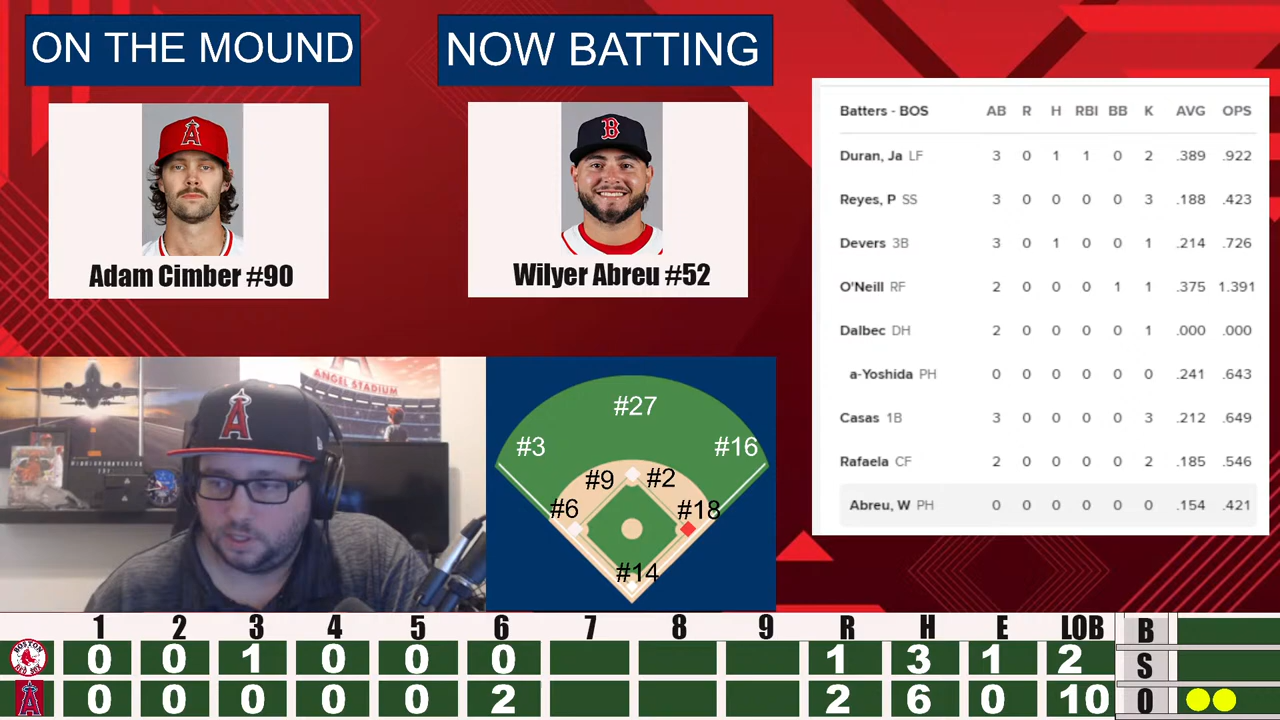 ON THE MOUND
NOW BATTING
Adam Cimber #90
Wilyer Abreu #52
Batters - BOS AB R H RBI BB K AVG OPS
Duran, Ja LF 3 0 1 1 0 2 .389 .922
Reyes, P SS 3 0 0 0 0 3 .188 .423
Devers 3B 3 0 1 0 0 1 .214 .726
O'Neill RF 2 0 0 0 1 1 .375 1.391
Dalbec DH 2 0 0 0 0 1 .000 .000
a-Yoshida PH 0 0 0 0 0 0 .241 .643
Casas 1B 3 0 0 0 0 3 .212 .649
Rafaela CF 2 0 0 0 0 2 .185 .546
Abreu, W PH 0 0 0 0 0 0 .154 .421
ANGEL STADIUM
A
#27
#3
#16
#9
#2
#6
#18
#14
1 2 3 4 5 6 7 8 9 R H E LOB B
0 0 1 0 0 0 1 3 1 2 S
0 0 0 0 0 2 2 6 0 10 O